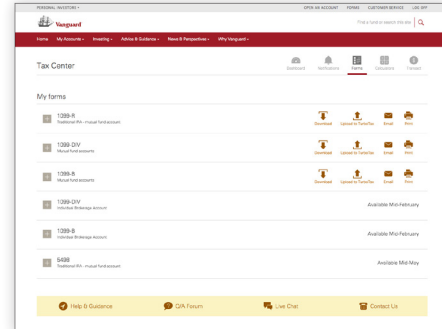 PERSONAL INVESTORS
OPEN AN ACCOUNT FORMS CUSTOMER SERVICE LOG OFF
Vanguard
Find a fund or search this site
Home My Accounts Investing Advice & Guidance News & Perspectives Why Vanguard
Tax Center
Dashboard Notifications Forms Calculators Forecast
My forms
1099-R
Traditional IRA - mutual fund account
Download Upload to TurboTax Email Print
1099-DIV
Mutual fund accounts
Download Upload to TurboTax Email Print
1099-B
Mutual fund accounts
Download Upload to TurboTax Email Print
1099-DIV
Individual Brokerage Account
Available Mid-February
1099-B
Individual Brokerage Account
Available Mid-February
5498
Traditional IRA - mutual fund account
Available Mid-May
Help & Guidance Q/A Forum Live Chat Contact Us